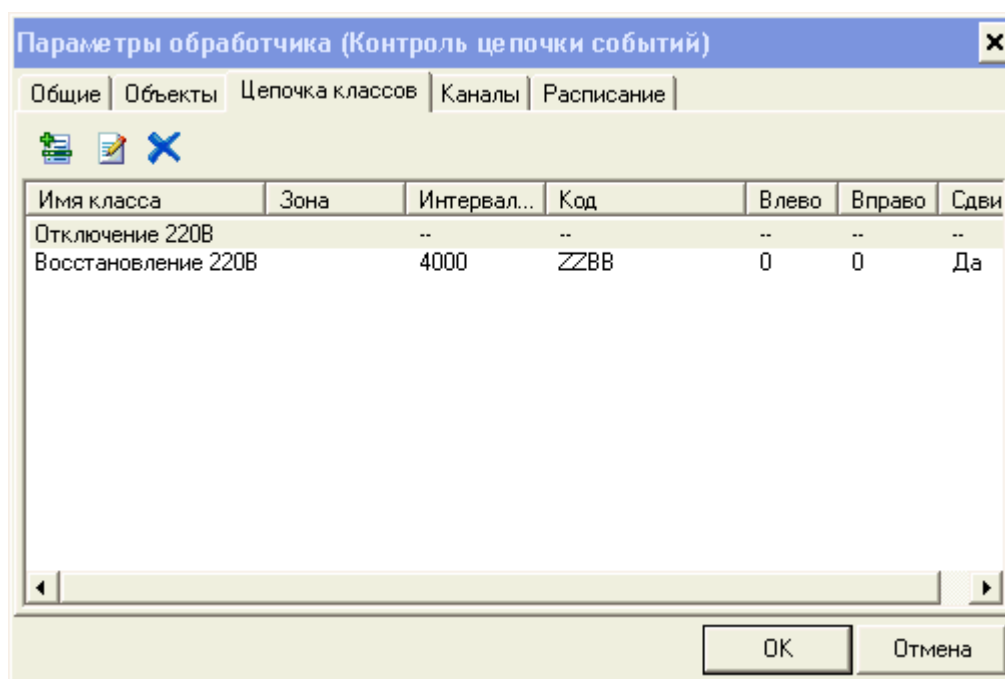 Параметры обработчика (Контроль цепочки событий)
Общие Объекты Цепочка классов Каналы Расписание
Имя класса Зона Интервал... Код Влево Вправо Сдви
Отключение 220В -- -- -- -- --
Восстановление 220В 4000 ZZBB 0 0 Да
OK Отмена